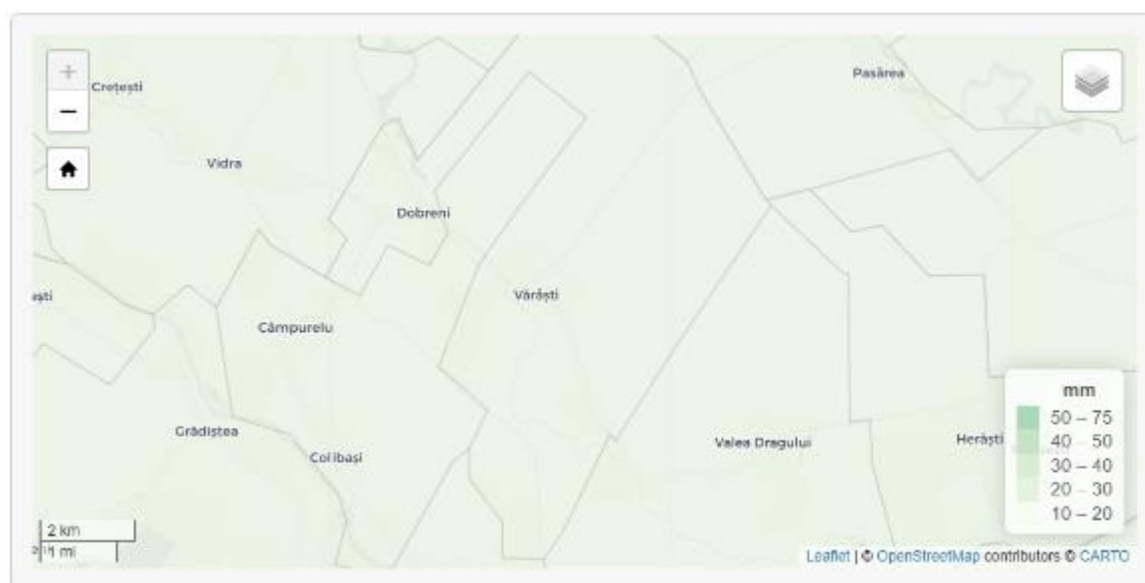 +
Crețești
Pasărea
−
Vidra
Dobreni
Vărăști
Câmpurelu
mm
50 – 75
40 – 50
30 – 40
20 – 30
10 – 20
Grădiștea
Valea Dragului
Herăști
Colibași
2 km
1 mi
Leaflet | © OpenStreetMap contributors © CARTO